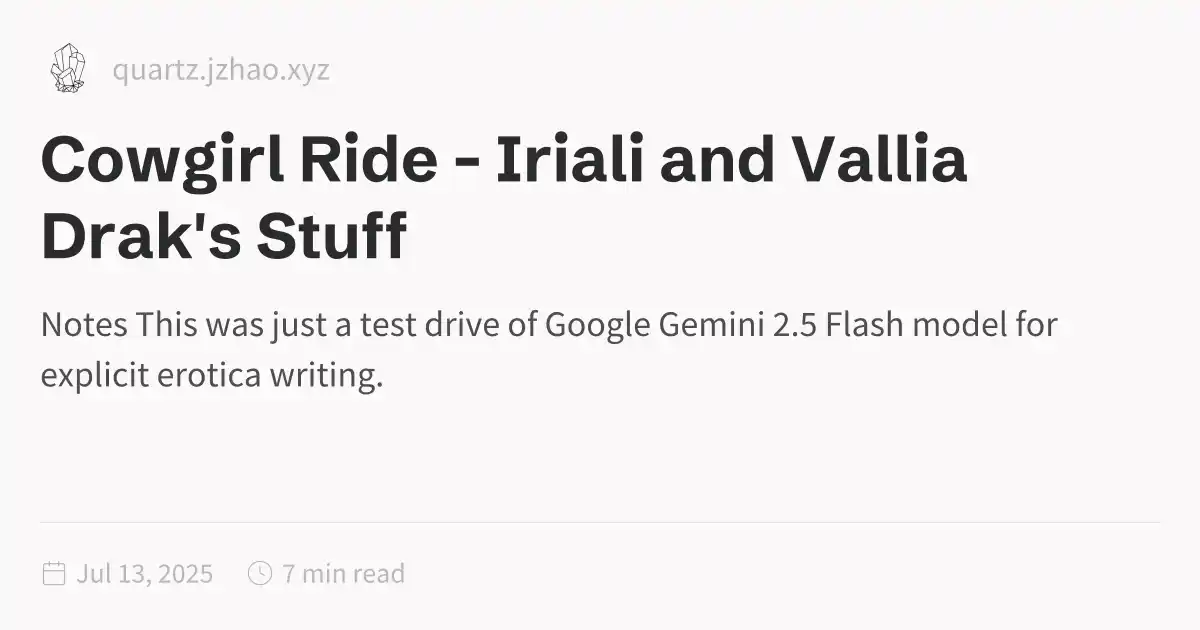 quartz.jzhao.xyz
Cowgirl Ride - Iriali and Vallia
Drak's Stuff
Notes This was just a test drive of Google Gemini 2.5 Flash model for
explicit erotica writing.
Jul 13, 2025 7 min read